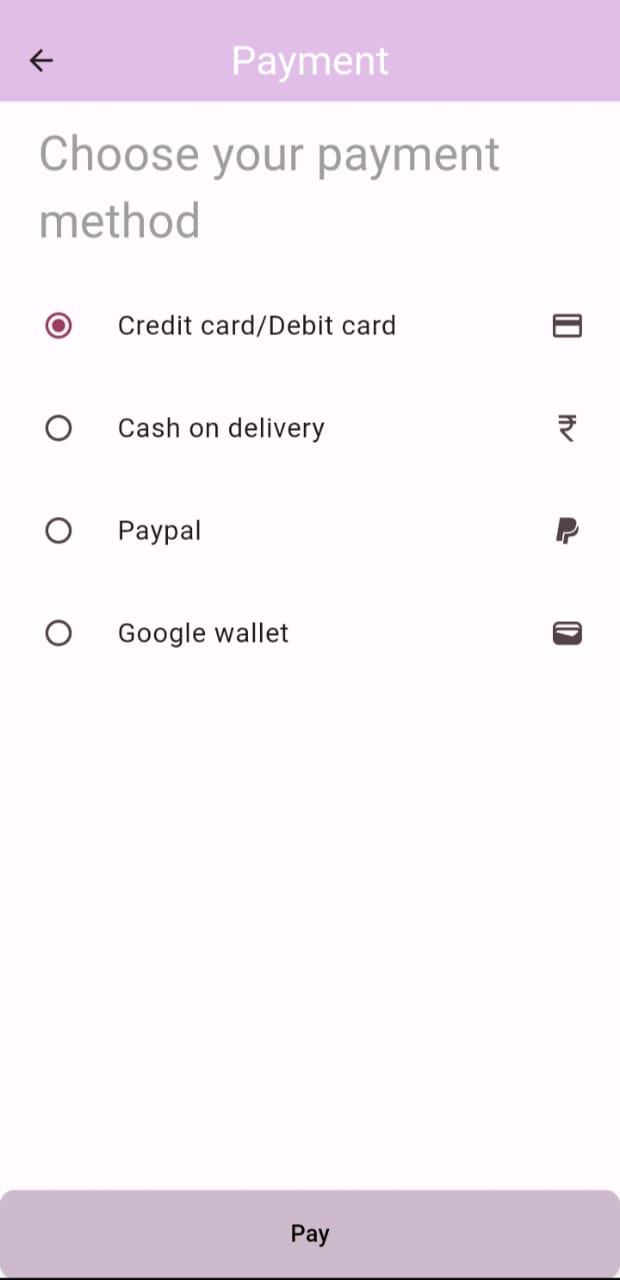 Payment
Choose your payment
method
Credit card/Debit card
Cash on delivery
₹
Paypal
Google wallet
Pay